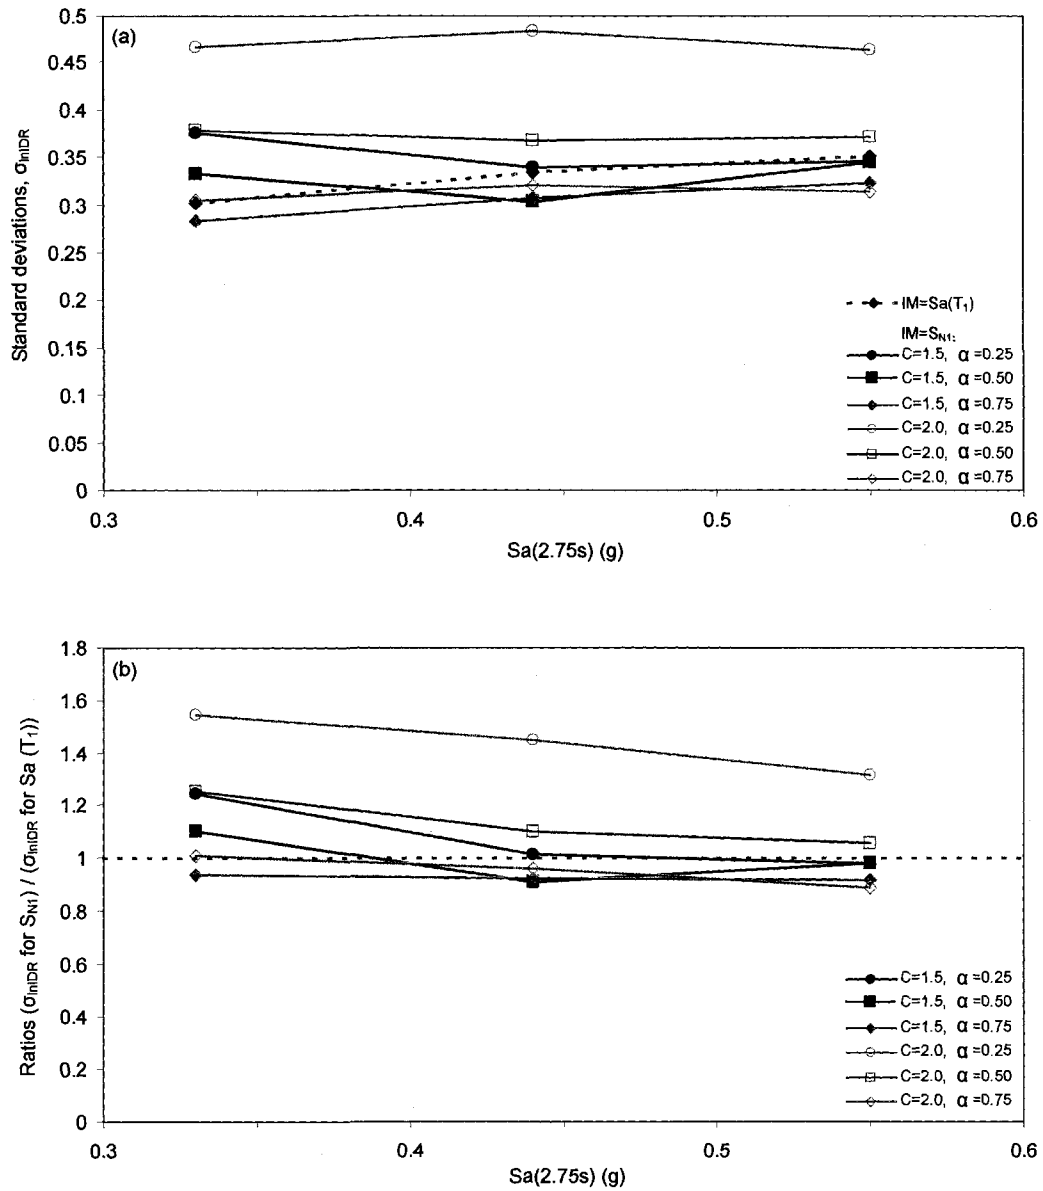 (a)
Standard deviations, σlnIDR
0.5
0.45
0.4
0.35
0.3
0.25
0.2
0.15
0.1
0.05
0
0.3
0.4
0.5
0.6
Sa(2.75s) (g)
IM=Sa(T1)
IM=SN1:
C=1.5, α=0.25
C=1.5, α=0.50
C=1.5, α=0.75
C=2.0, α=0.25
C=2.0, α=0.50
C=2.0, α=0.75
(b)
Ratios (σlnIDR for SN1) / (σlnIDR for Sa (T1))
1.8
1.6
1.4
1.2
1
0.8
0.6
0.4
0.2
0
0.3
0.4
0.5
0.6
Sa(2.75s) (g)
C=1.5, α=0.25
C=1.5, α=0.50
C=1.5, α=0.75
C=2.0, α=0.25
C=2.0, α=0.50
C=2.0, α=0.75